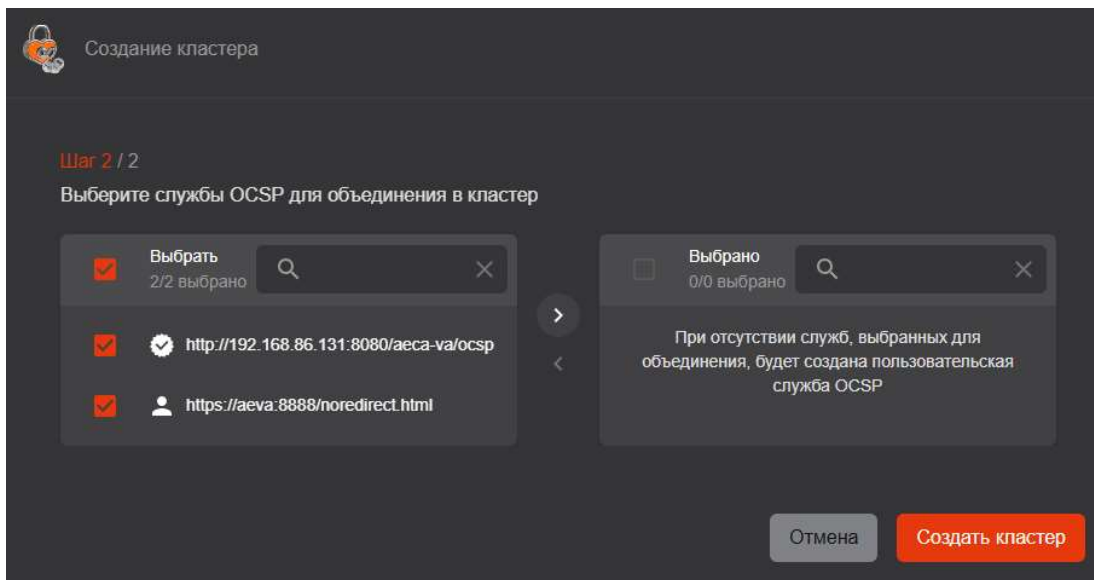 Создание кластера
Шаг 2 / 2
Выберите службы OCSP для объединения в кластер
Выбрать
2/2 выбрано
http://192.168.86.131:8080/aeca-va/ocsp
https://aeva:8888/noredirect.html
Выбрано
0/0 выбрано
При отсутствии служб, выбранных для
объединения, будет создана пользовательская
служба OCSP
Отмена
Создать кластер